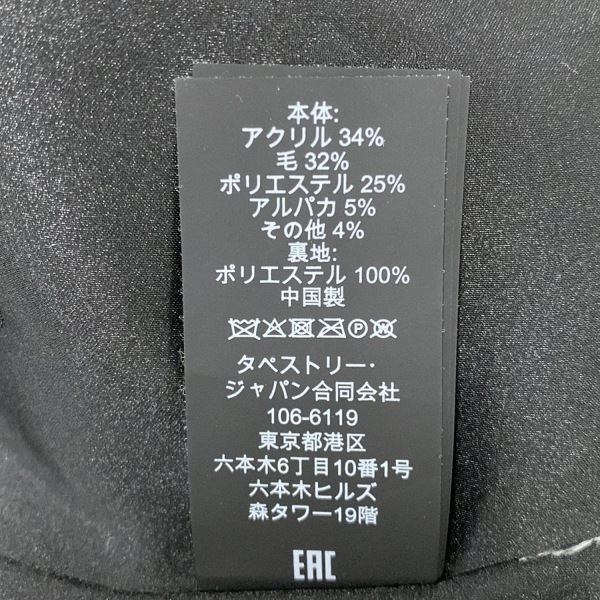 本体:
アクリル 34%
毛 32%
ポリエステル 25%
アルパカ 5%
その他 4%
裏地:
ポリエステル 100%
中国製
P W
タペストリー・
ジャパン合同会社
106-6119
東京都港区
六本木6丁目10番1号
六本木ヒルズ
森タワー19階
EAC